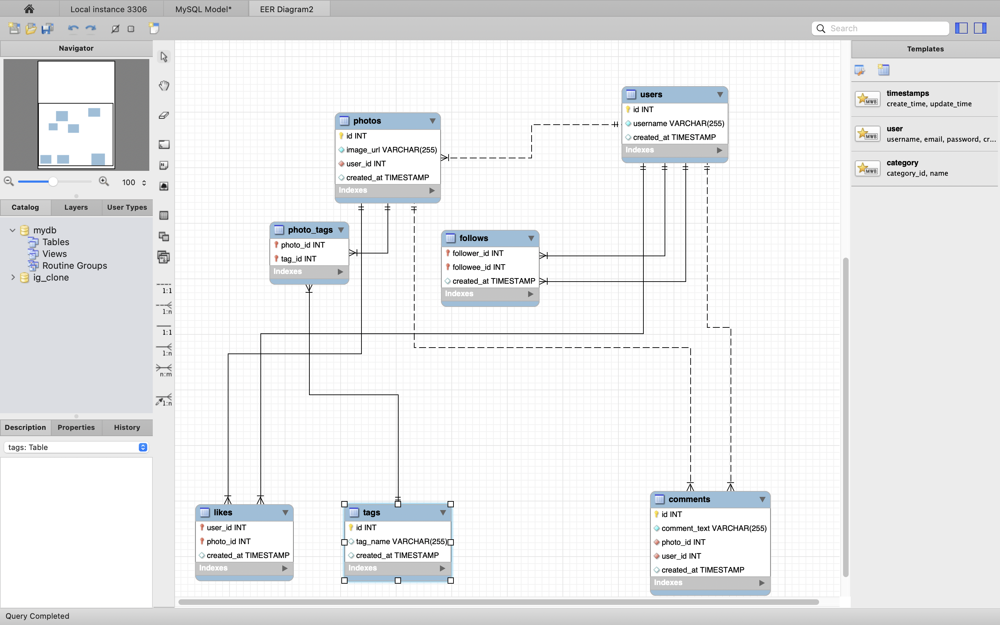 Local instance 3306
MySQL Model*
EER Diagram2
Search
Navigator
100
Catalog
Layers
User Types
mydb
Tables
Views
Routine Groups
ig_clone
Description
Properties
History
tags: Table
1:1
1:n
1:1
1:n
n:m
1:n
photos
id INT
image_url VARCHAR(255)
user_id INT
created_at TIMESTAMP
Indexes
users
id INT
username VARCHAR(255)
created_at TIMESTAMP
Indexes
photo_tags
photo_id INT
tag_id INT
Indexes
follows
follower_id INT
followee_id INT
created_at TIMESTAMP
Indexes
likes
user_id INT
photo_id INT
created_at TIMESTAMP
Indexes
tags
id INT
tag_name VARCHAR(255)
created_at TIMESTAMP
Indexes
comments
id INT
comment_text VARCHAR(255)
photo_id INT
user_id INT
created_at TIMESTAMP
Indexes
Templates
MWB
timestamps
create_time, update_time
MWB
user
username, email, password, cr...
MWB
category
category_id, name
Query Completed